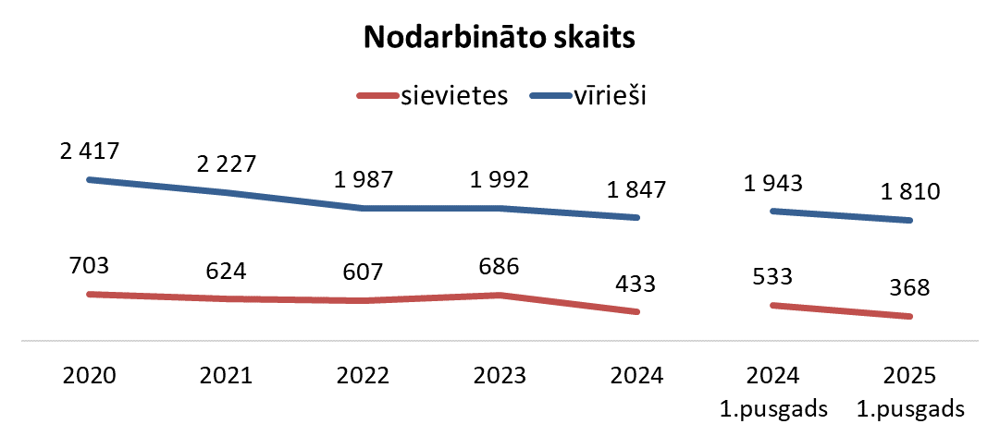 Nodarbināto skaits
sievietes vīrieši
2 417 2 227 1 987 1 992 1 847 1 943 1 810
703 624 607 686 433 533 368
2020 2021 2022 2023 2024 2024 2025
1.pusgads 1.pusgads